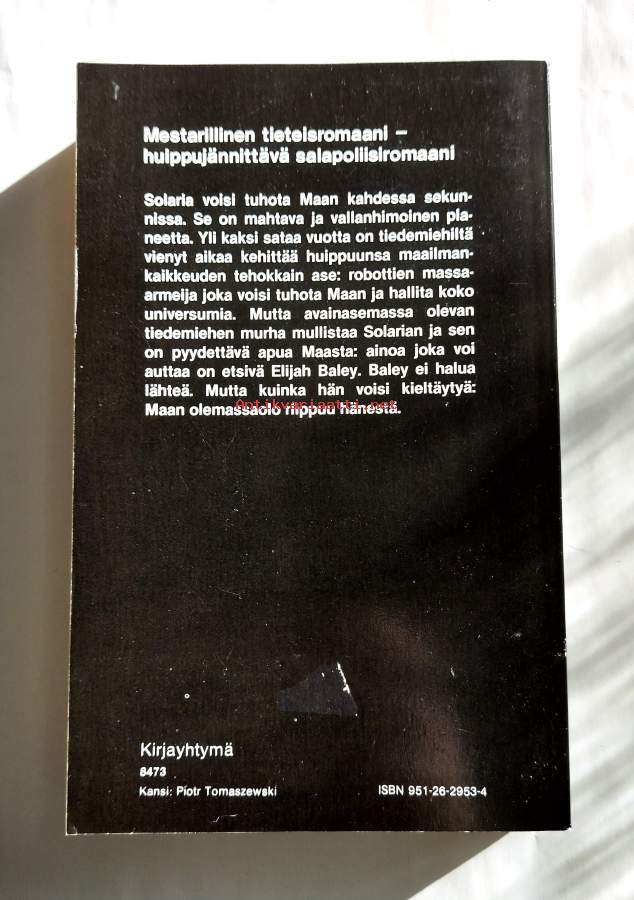 Mestarillinen tieteisromaani –
huippujännittävä salapoliisiromaani
Solaria voisi tuhota Maan kahdessa sekun-
nissa. Se on mahtava ja vallanhimoinen pla-
neetta. Yli kaksi sataa vuotta on tiedemiehiltä
vienyt aikaa kehittää huippuunsa maailman-
kaikkeuden tehokkain ase: robottien massa-
armeija joka voisi tuhota Maan ja hallita koko
universumia. Mutta avainasemassa olevan
tiedemiehen murha mullistaa Solarian ja sen
on pyydettävä apua Maasta: ainoa joka voi
auttaa on etsivä Elijah Baley. Baley ei halua
lähteä. Mutta kuinka hän voisi kieltäytyä:
Antikvariaatti.net
Maan olemassaolo riippuu hänestä.
Kirjayhtymä
8473
Kansi: Piotr Tomaszewski
ISBN 951-26-2953-4